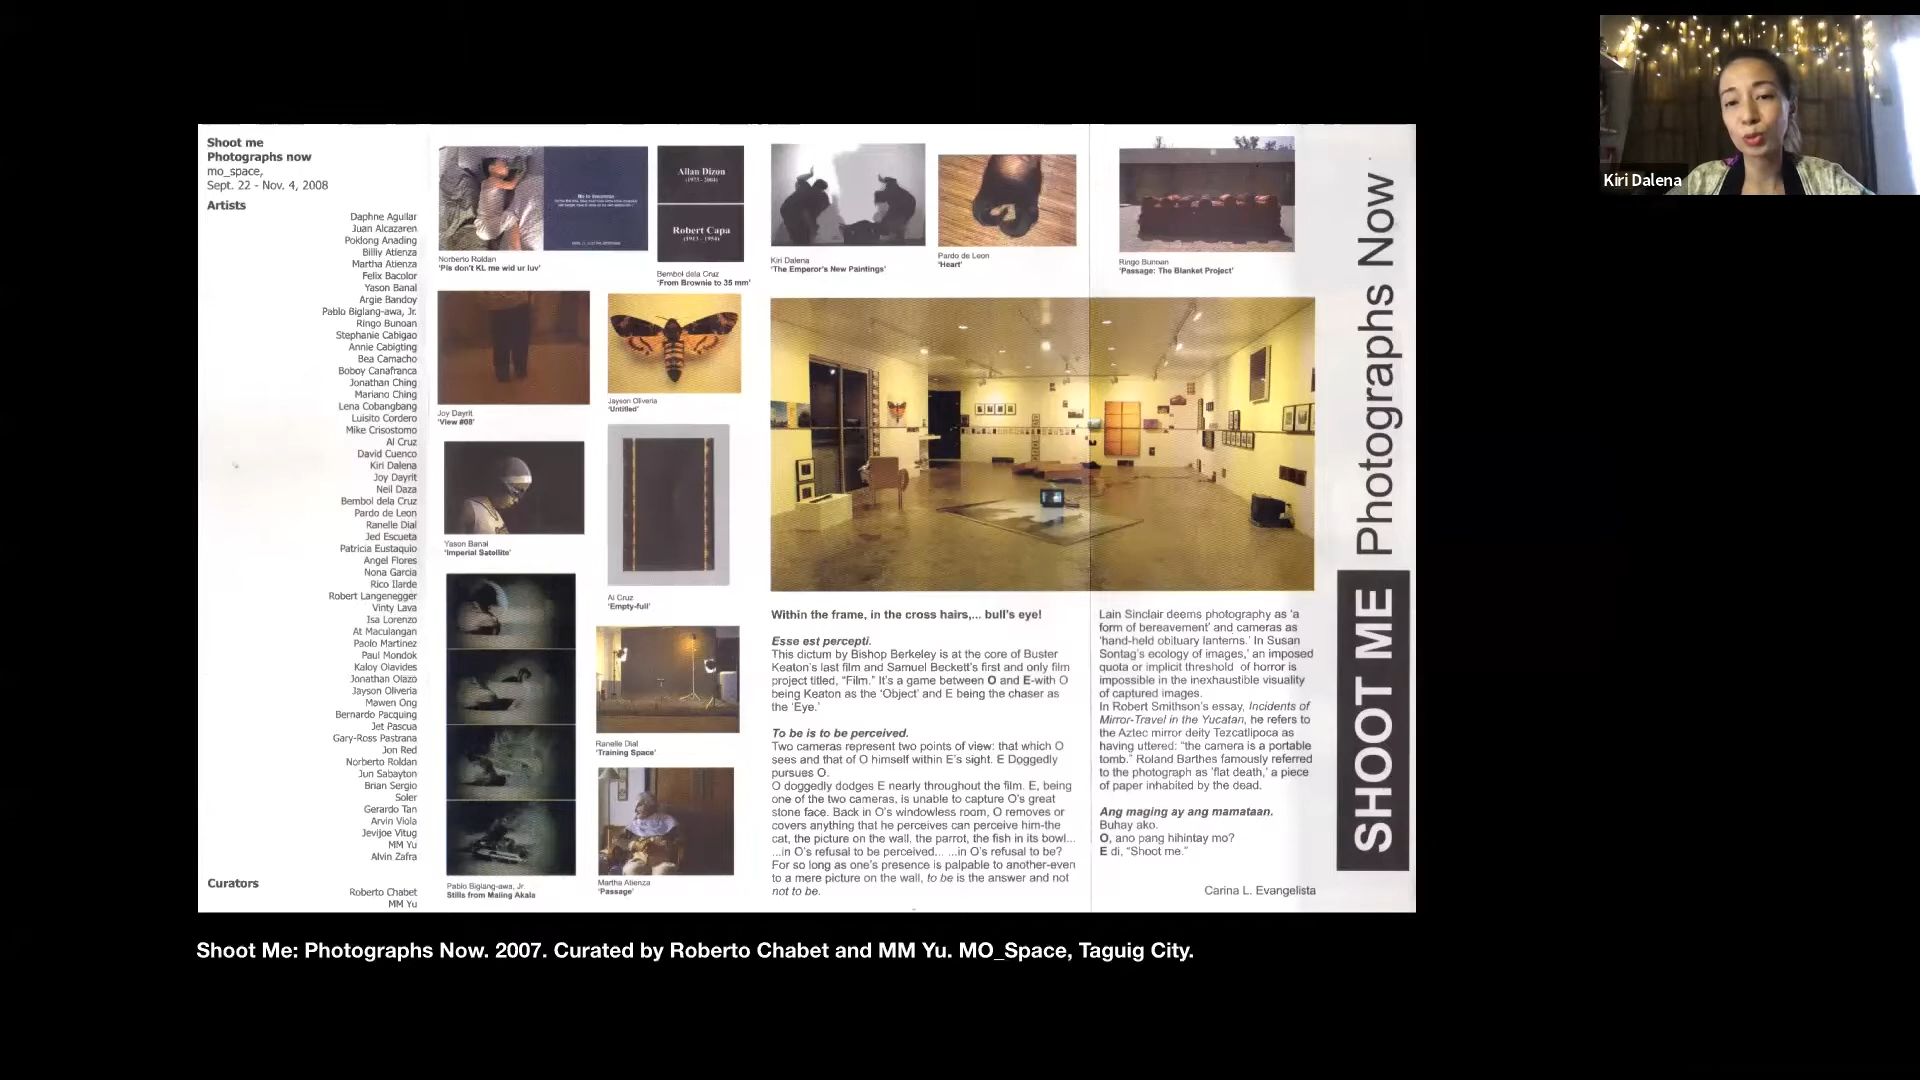 Shoot me
Photographs now
mo_space,
Sept. 22 - Nov. 4, 2008
Artists
Daphne Aguilar
Juan Alcazaren
Poklong Anading
Billiy Atienza
Martha Atienza
Felix Bacolor
Yason Banal
Argie Bandoy
Pablo Biglang-awa, Jr.
Ringo Bunoan
Stephanie Cabigao
Annie Cabigting
Bea Camacho
Boboy Canafranca
Jonathan Ching
Mariano Ching
Lena Cobangbang
Luisito Cordero
Mike Crisostomo
Al Cruz
David Cuenco
Kiri Dalena
Joy Dayrit
Neil Daza
Bembol dela Cruz
Pardo de Leon
Ranelle Dial
Jed Escueta
Patricia Eustaquio
Angel Flores
Nona Garcia
Rico Ilarde
Robert Langenegger
Vinty Lava
Isa Lorenzo
At Maculangan
Paolo Martinez
Paul Mondok
Kaloy Olavides
Jonathan Olazo
Jayson Oliveria
Mawen Ong
Bernardo Pacquing
Jet Pascua
Gary-Ross Pastrana
Jon Red
Norberto Roldan
Jun Sabayton
Brian Sergio
Soler
Gerardo Tan
Arvin Viola
Jevijoe Vitug
MM Yu
Alvin Zafra
Curators
Roberto Chabet
MM Yu
Norberto Roldan
'Pls don't KL me wid ur luv'
Allan Dizon
Robert Capa
(1913 - 1954)
Bembol dela Cruz
'From Brownie to 35 mm'
Joy Dayrit
'View #08'
Jayson Oliveria
'Untitled'
Yason Banal
'Imperial Satellite'
Al Cruz
'Empty-full'
Ranelle Dial
'Training Space'
Pablo Biglang-awa, Jr.
Stills from Maling Akala
Martha Atienza
'Passage'
Kiri Dalena
'The Emperor's New Paintings'
Pardo de Leon
'Heart'
Ringo Bunoan
'Passage: The Blanket Project'
Within the frame, in the cross hairs,... bull's eye!
Esse est percepti.
This dictum by Bishop Berkeley is at the core of Buster
Keaton's last film and Samuel Beckett's first and only film
project titled, "Film." It's a game between O and E-with O
being Keaton as the 'Object' and E being the chaser as
the 'Eye.'
To be is to be perceived.
Two cameras represent two points of view: that which O
sees and that of O himself within E's sight. E Doggedly
pursues O.
O doggedly dodges E nearly throughout the film. E, being
one of the two cameras, is unable to capture O's great
stone face. Back in O's windowless room, O removes or
covers anything that he perceives can perceive him-the
cat, the picture on the wall, the parrot, the fish in its bowl...
...in O's refusal to be perceived... ...in O's refusal to be?
For so long as one's presence is palpable to another-even
to a mere picture on the wall, to be is the answer and not
not to be.
Lain Sinclair deems photography as 'a
form of bereavement' and cameras as
'hand-held obituary lanterns.' In Susan
Sontag's ecology of images,' an imposed
quota or implicit threshold of horror is
impossible in the inexhaustible visuality
of captured images.
In Robert Smithson's essay, Incidents of
Mirror-Travel in the Yucatan, he refers to
the Aztec mirror deity Tezcatlipoca as
having uttered: "the camera is a portable
tomb." Roland Barthes famously referred
to the photograph as 'flat death,' a piece
of paper inhabited by the dead.
Ang maging ay ang mamataan.
Buhay ako.
O, ano pang hihintay mo?
E di, "Shoot me."
Carina L. Evangelista
SHOOT ME Photographs Now
Shoot Me: Photographs Now. 2007. Curated by Roberto Chabet and MM Yu. MO_Space, Taguig City.
Kiri Dalena